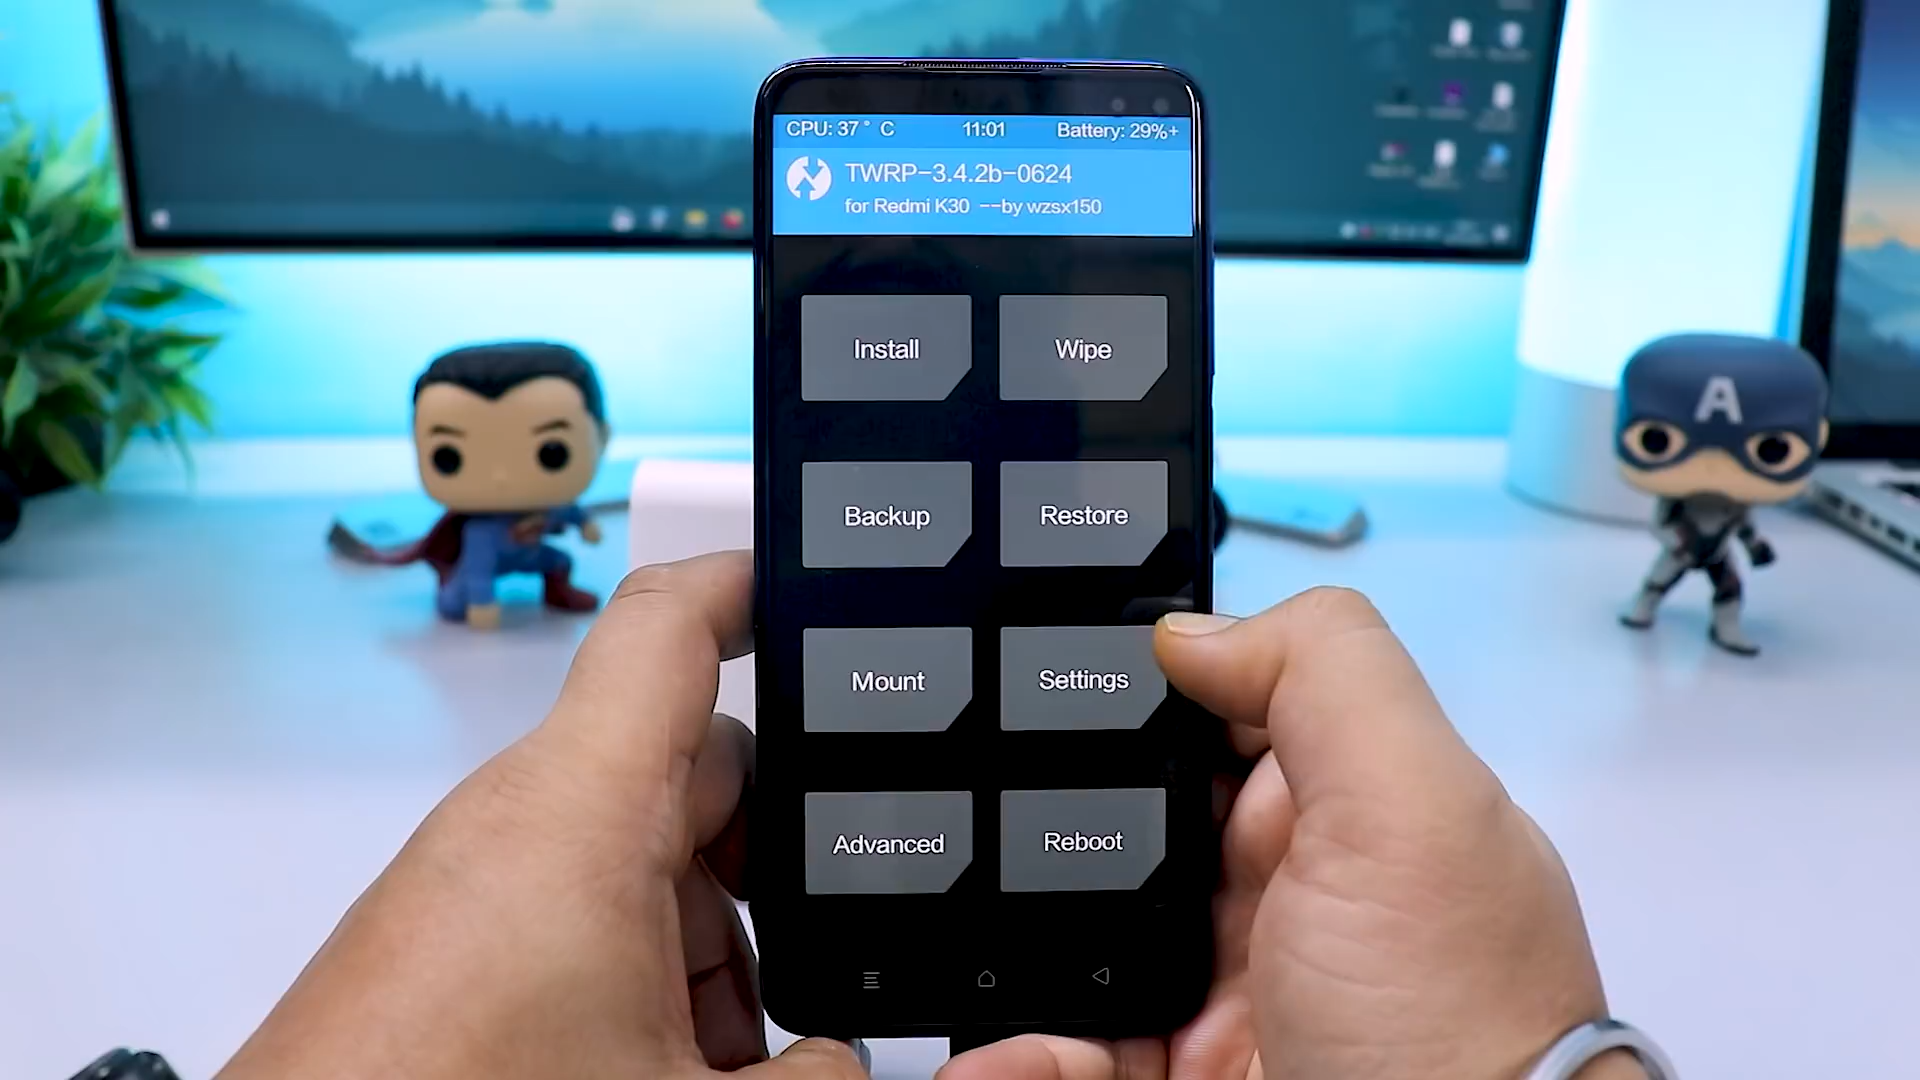 CPU: 37° C 11:01 Battery: 29%+
TWRP-3.4.2b-0624
for Redmi K30 --by wzsx150
Install Wipe
Backup Restore
Mount Settings
Advanced Reboot
A